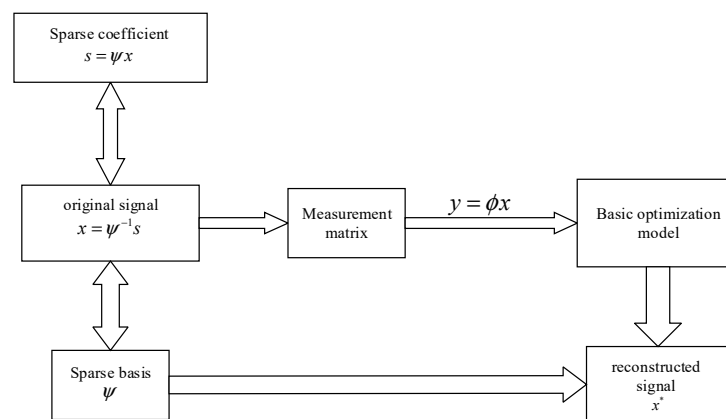 Sparse coefficient
s = ψx
original signal
x = ψ⁻¹s
Measurement
matrix
y = ϕx
Basic optimization
model
Sparse basis
ψ
reconstructed
signal
x*